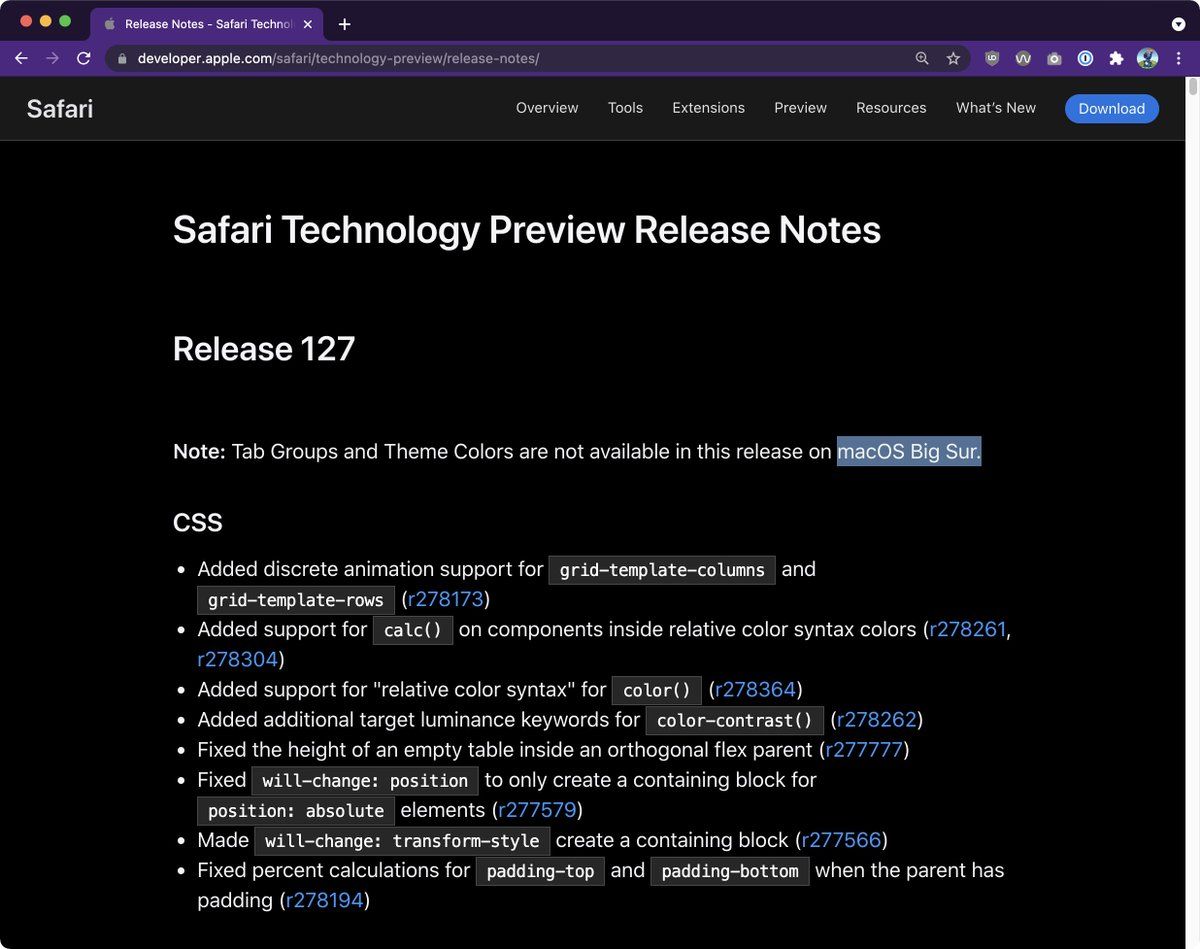 Release Notes - Safari Technol
developer.apple.com/safari/technology-preview/release-notes/
Safari Overview Tools Extensions Preview Resources What's New Download
Safari Technology Preview Release Notes
Release 127
Note: Tab Groups and Theme Colors are not available in this release on macOS Big Sur.
CSS
• Added discrete animation support for grid-template-columns and
grid-template-rows (r278173)
• Added support for calc() on components inside relative color syntax colors (r278261,
r278304)
• Added support for "relative color syntax" for color() (r278364)
• Added additional target luminance keywords for color-contrast() (r278262)
• Fixed the height of an empty table inside an orthogonal flex parent (r277777)
• Fixed will-change: position to only create a containing block for
position: absolute elements (r277579)
• Made will-change: transform-style create a containing block (r277566)
• Fixed percent calculations for padding-top and padding-bottom when the parent has
padding (r278194)